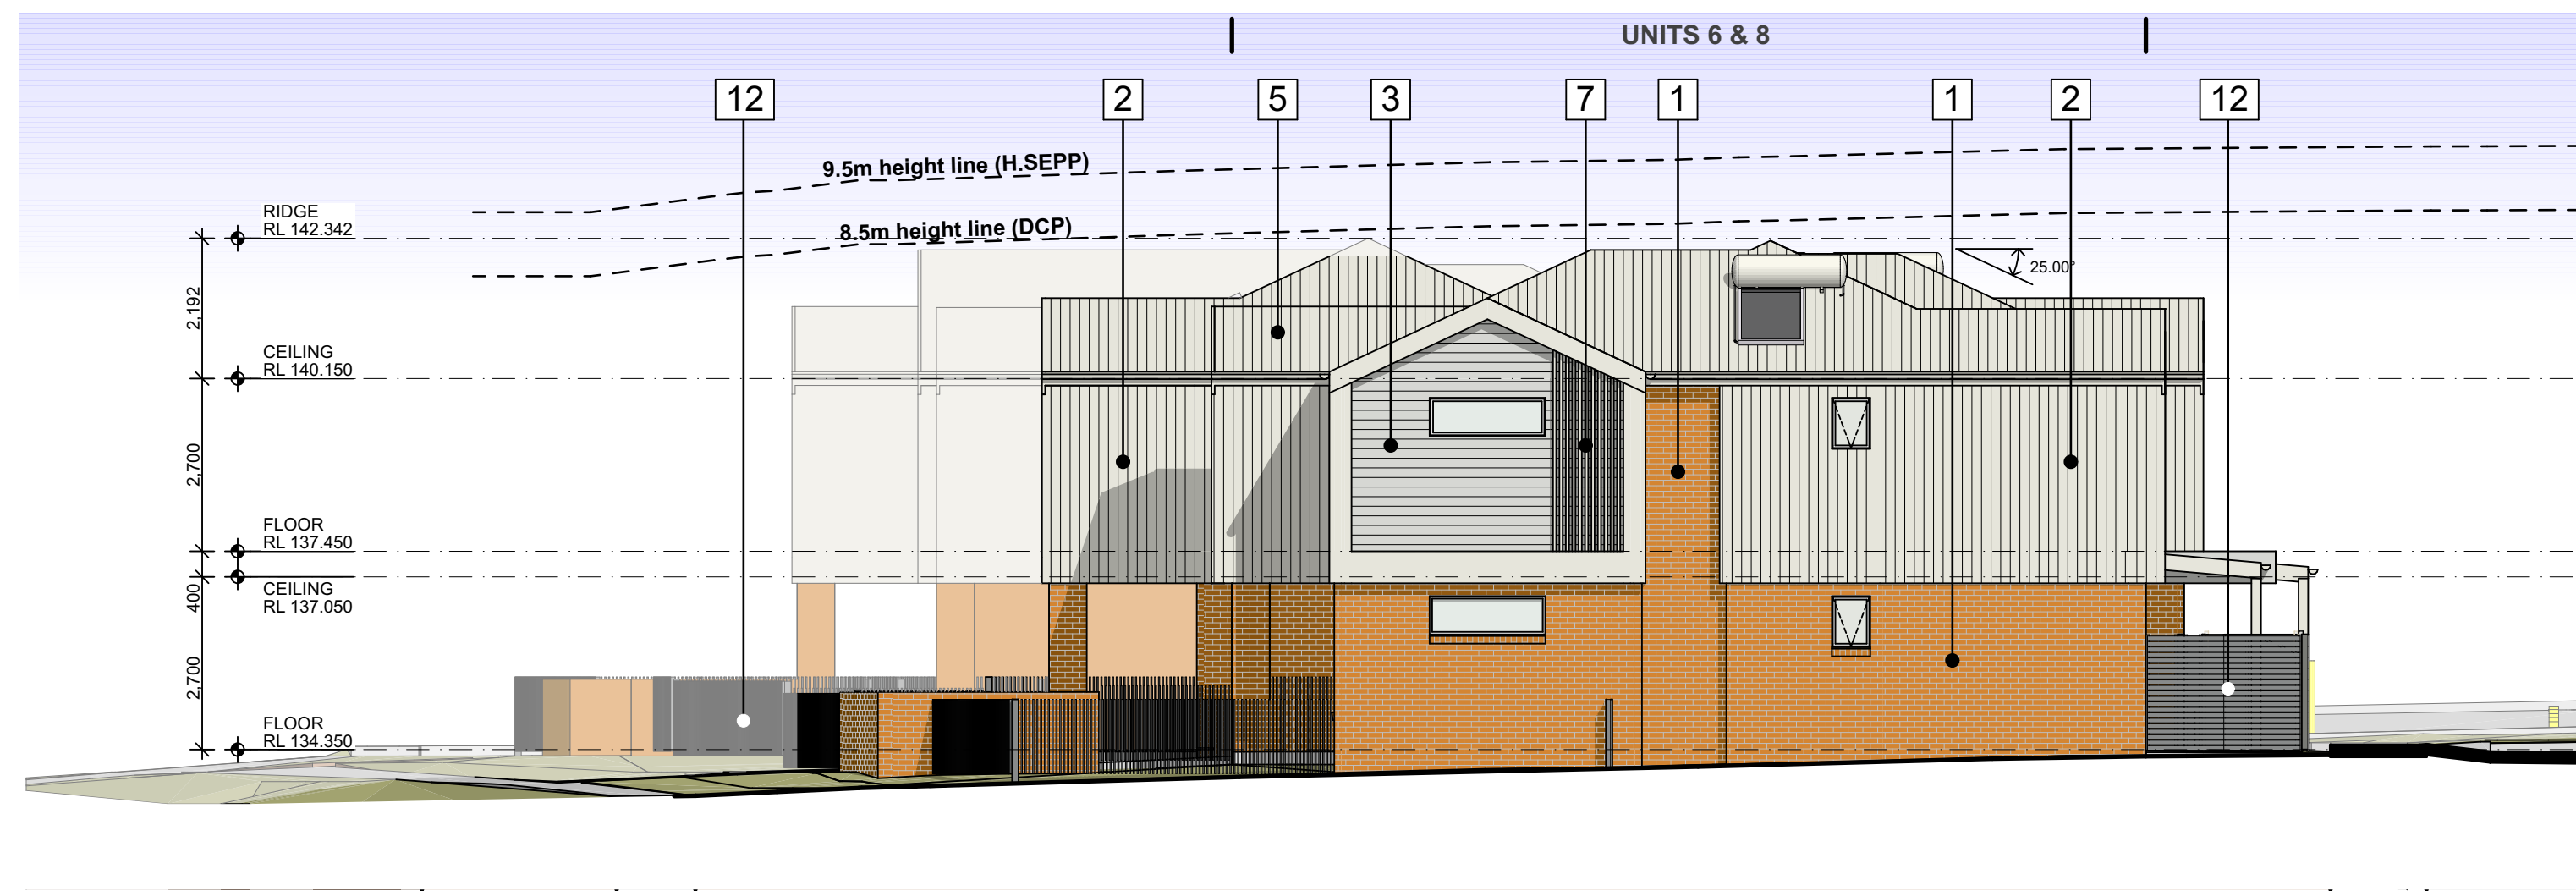 UNITS 6 & 8
12
2
5
3
7
1
1
2
12
9.5m height line (H.SEPP)
8.5m height line (DCP)
RIDGE
RL 142.342
25.00°
2,192
CEILING
RL 140.150
2,700
FLOOR
RL 137.450
400
CEILING
RL 137.050
2,700
FLOOR
RL 134.350